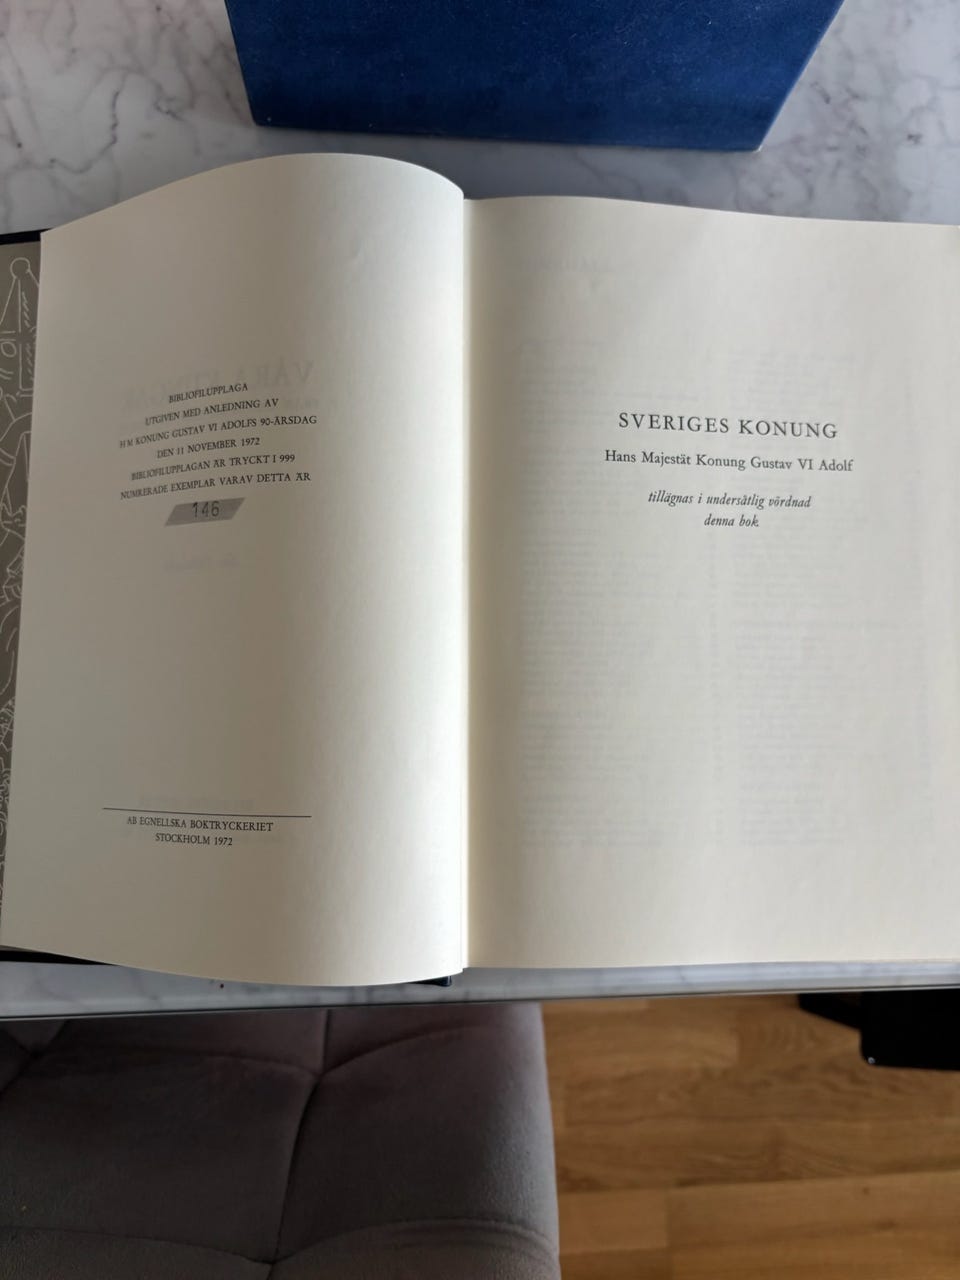 BIBLIOFILUPPLAGA
UTGIVEN MED ANLEDNING AV
H M KONUNG GUSTAV VI ADOLFS 90-ÅRSDAG
DEN 11 NOVEMBER 1972
BIBLIOFILUPPLAGAN ÄR TRYCKT I 999
NUMRERADE EXEMPLAR VARAV DETTA ÄR
146
AB EGNELLSKA BOKTRYCKERIET
STOCKHOLM 1972
SVERIGES KONUNG
Hans Majestät Konung Gustav VI Adolf
tillägnas i undersåtlig vördnad
denna bok